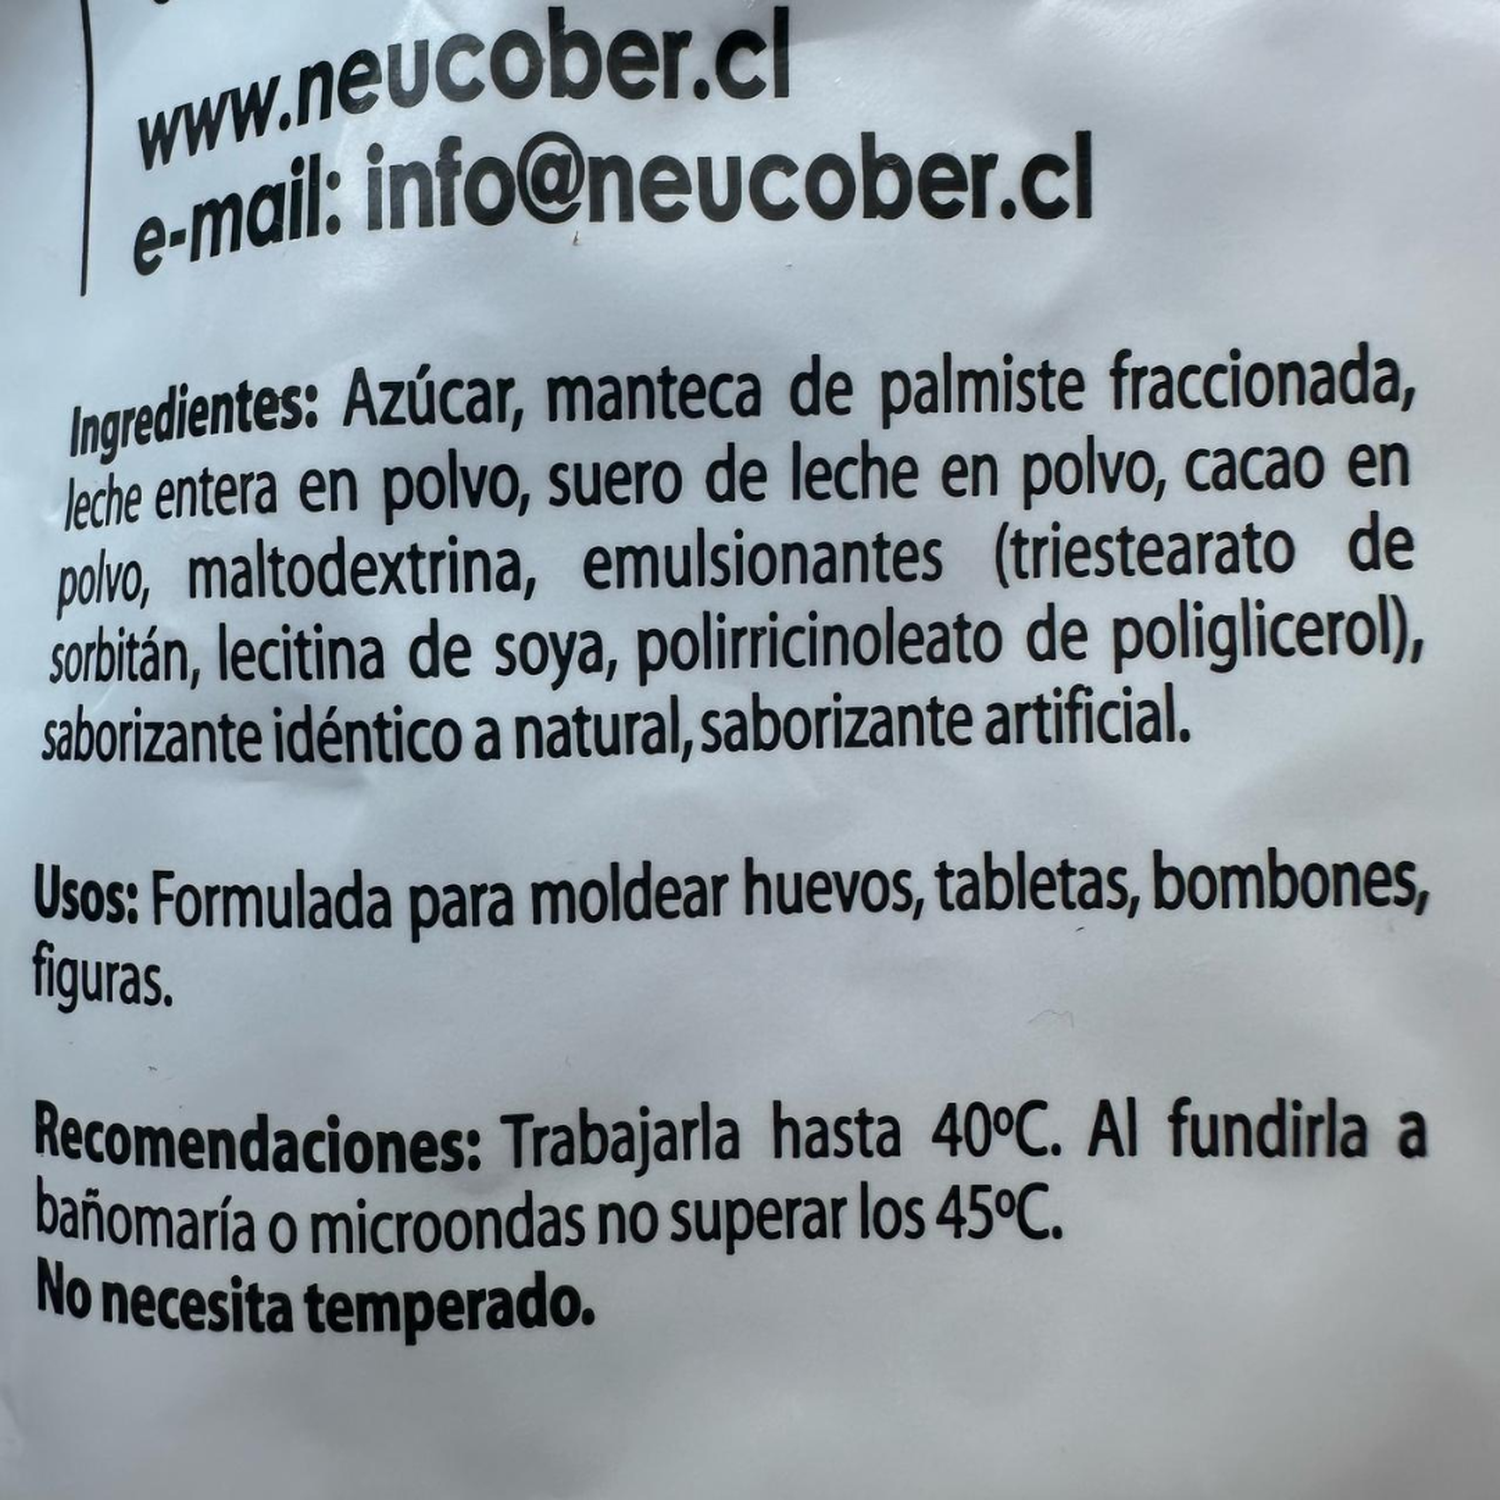 www.neucober.cl
e-mail: info@neucober.cl
Ingredientes: Azúcar, manteca de palmiste fraccionada,
leche entera en polvo, suero de leche en polvo, cacao en
polvo, maltodextrina, emulsionantes (triestearato de
sorbitán, lecitina de soya, polirricinoleato de poliglicerol),
saborizante idéntico a natural, saborizante artificial.
Usos: Formulada para moldear huevos, tabletas, bombones,
figuras.
Recomendaciones: Trabajarla hasta 40ºC. Al fundirla a
bañomaría o microondas no superar los 45ºC.
No necesita temperado.